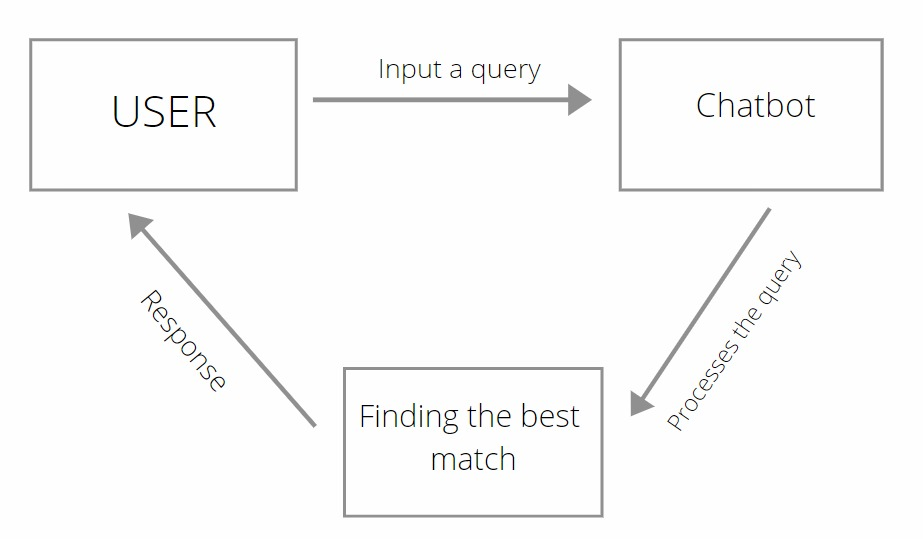 USER
Input a query
Chatbot
Processes the query
Finding the best
match
Response